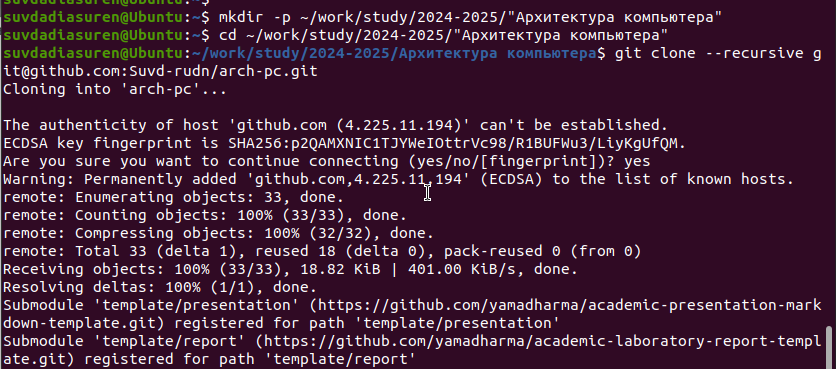 suvdadiasuren@Ubuntu:~$ mkdir -p ~/work/study/2024-2025/"Архитектура компьютера"
suvdadiasuren@Ubuntu:~$ cd ~/work/study/2024-2025/"Архитектура компьютера"
suvdadiasuren@Ubuntu:~/work/study/2024-2025/Архитектура компьютера$ git clone --recursive g
it@github.com:Suvd-rudn/arch-pc.git
Cloning into 'arch-pc'...
The authenticity of host 'github.com (4.225.11.194)' can't be established.
ECDSA key fingerprint is SHA256:p2QAMXNIC1TJYWeIOttrVc98/R1BUFWu3/LiyKgUfQM.
Are you sure you want to continue connecting (yes/no/[fingerprint])? yes
Warning: Permanently added 'github.com,4.225.11.194' (ECDSA) to the list of known hosts.
remote: Enumerating objects: 33, done.
remote: Counting objects: 100% (33/33), done.
remote: Compressing objects: 100% (32/32), done.
remote: Total 33 (delta 1), reused 18 (delta 0), pack-reused 0 (from 0)
Receiving objects: 100% (33/33), 18.82 KiB | 401.00 KiB/s, done.
Resolving deltas: 100% (1/1), done.
Submodule 'template/presentation' (https://github.com/yamadharma/academic-presentation-mark
down-template.git) registered for path 'template/presentation'
Submodule 'template/report' (https://github.com/yamadharma/academic-laboratory-report-templ
ate.git) registered for path 'template/report'